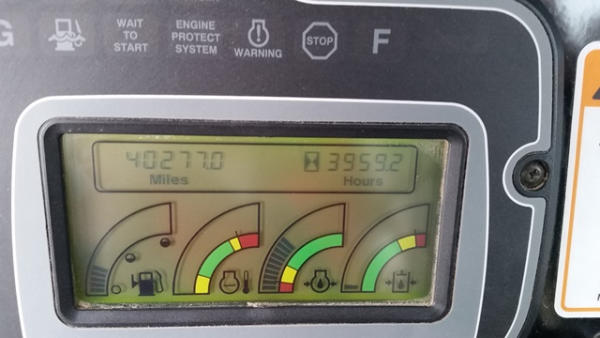 G
WAIT
TO
START
ENGINE
PROTECT
SYSTEM
WARNING
STOP
F
40277.0
Miles
3959.2
Hours